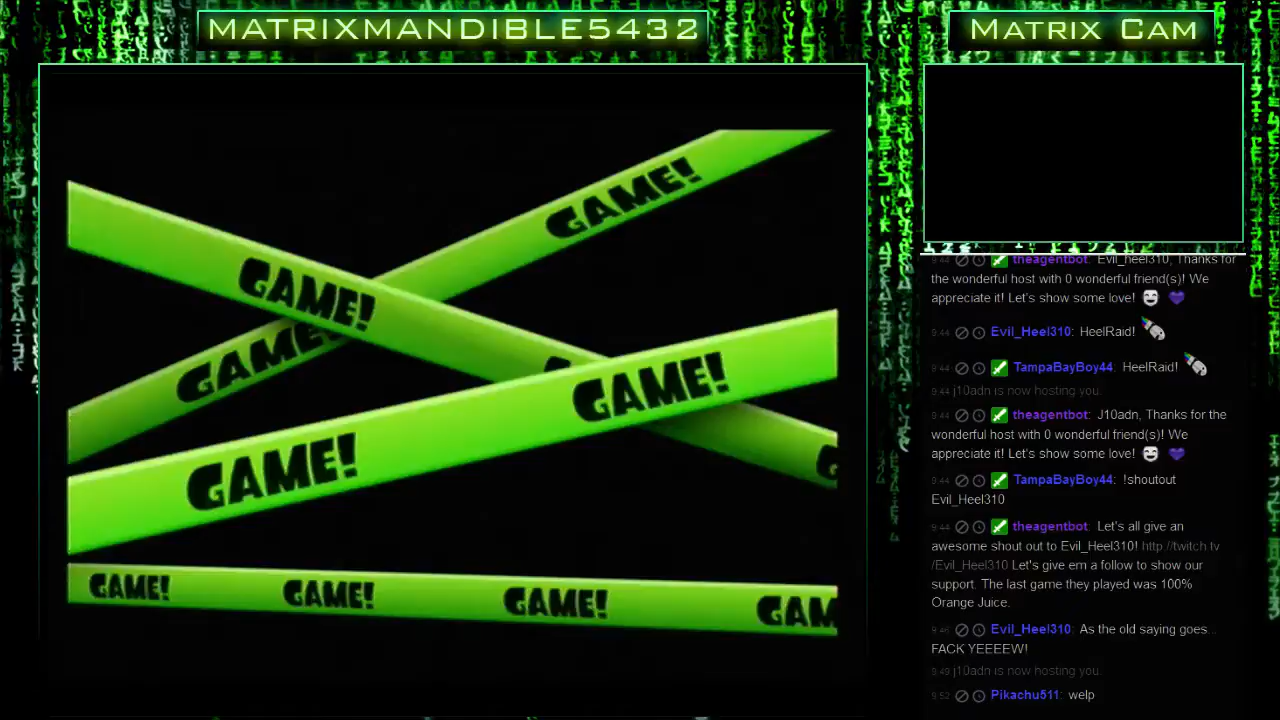 MATRIXMANDIBLE5432
Matrix Cam
GAME!
GAME!
GAME!
GAME!
GAME!
GAME! GAME! GAME! GAM
9:44 theagentbot: Evil_heel310, Thanks for
the wonderful host with 0 wonderful friend(s)! We
appreciate it! Let's show some love!
9:44 Evil_Heel310: HeelRaid!
9:44 TampaBayBoy44: HeelRaid!
9:44 j10adn is now hosting you.
9:44 theagentbot: J10adn, Thanks for the
wonderful host with 0 wonderful friend(s)! We
appreciate it! Let's show some love!
9:44 TampaBayBoy44: !shoutout
Evil_Heel310
9:44 theagentbot: Let's all give an
awesome shout out to Evil_Heel310! http://twitch tv
/Evil_Heel310 Let's give em a follow to show our
support. The last game they played was 100%
Orange Juice.
9:46 Evil_Heel310: As the old saying goes...
FACK YEEEEW!
9:49 j10adn is now hosting you.
9:52 Pikachu511: welp